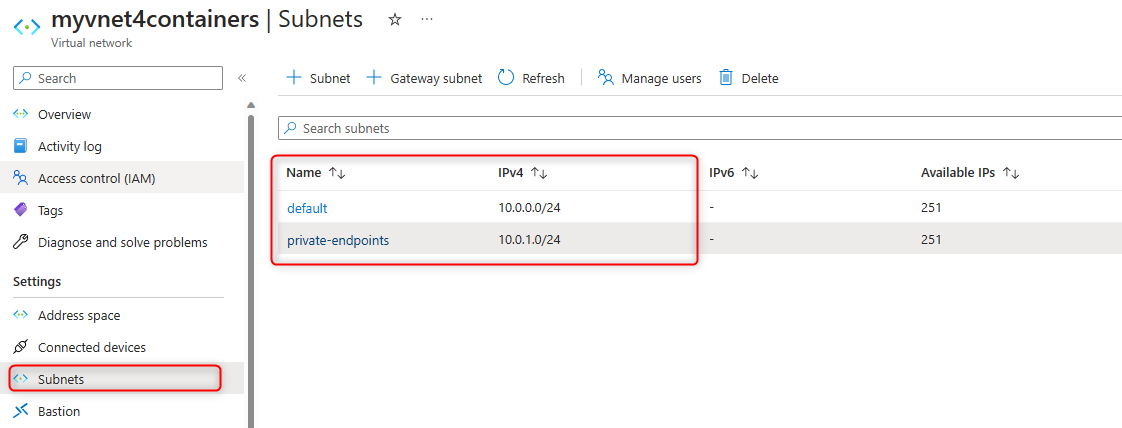 myvnet4containers | Subnets ☆ ...
Virtual network
Search «
Overview
Activity log
Access control (IAM)
Tags
Diagnose and solve problems
Settings
Address space
Connected devices
Subnets
Bastion
+ Subnet + Gateway subnet Refresh Manage users Delete
Search subnets
Name ↑↓ IPv4 ↑↓ IPv6 ↑↓ Available IPs ↑↓
default 10.0.0.0/24 - 251
private-endpoints 10.0.1.0/24 - 251